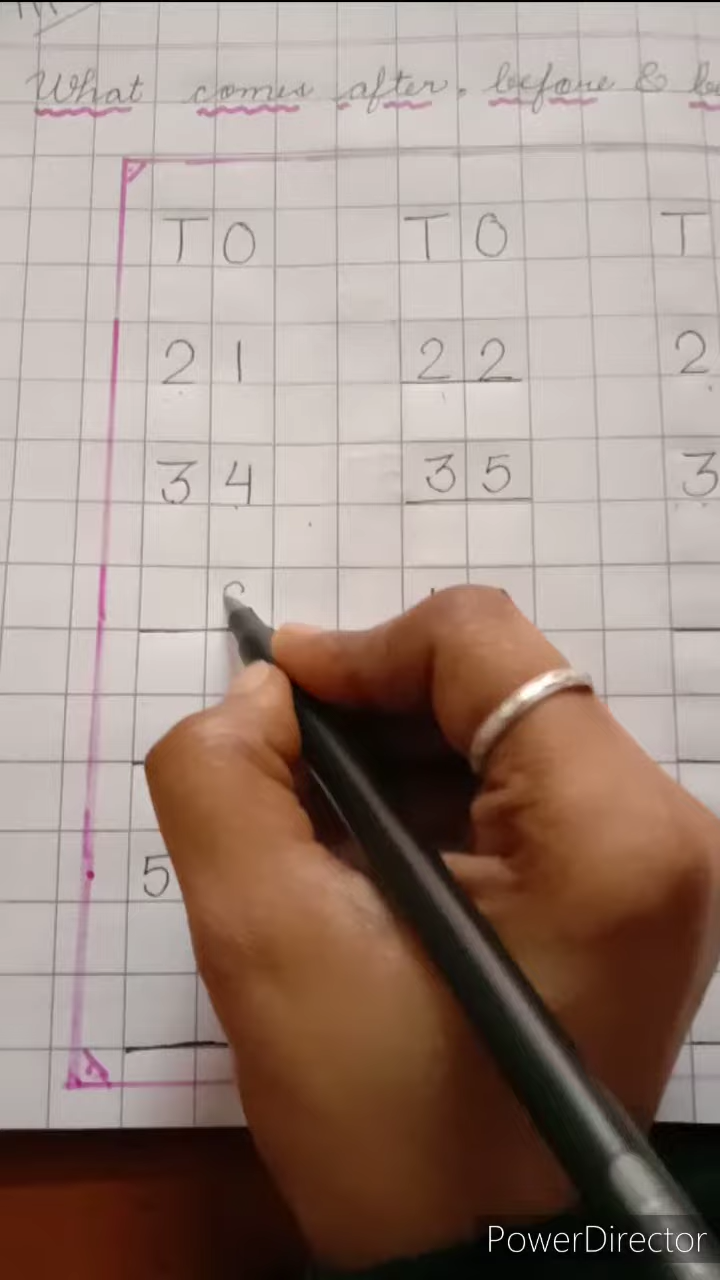 What comes after, before &
T O T O T
2 1 2 2 2
3 4 3 5 3
5
PowerDirector